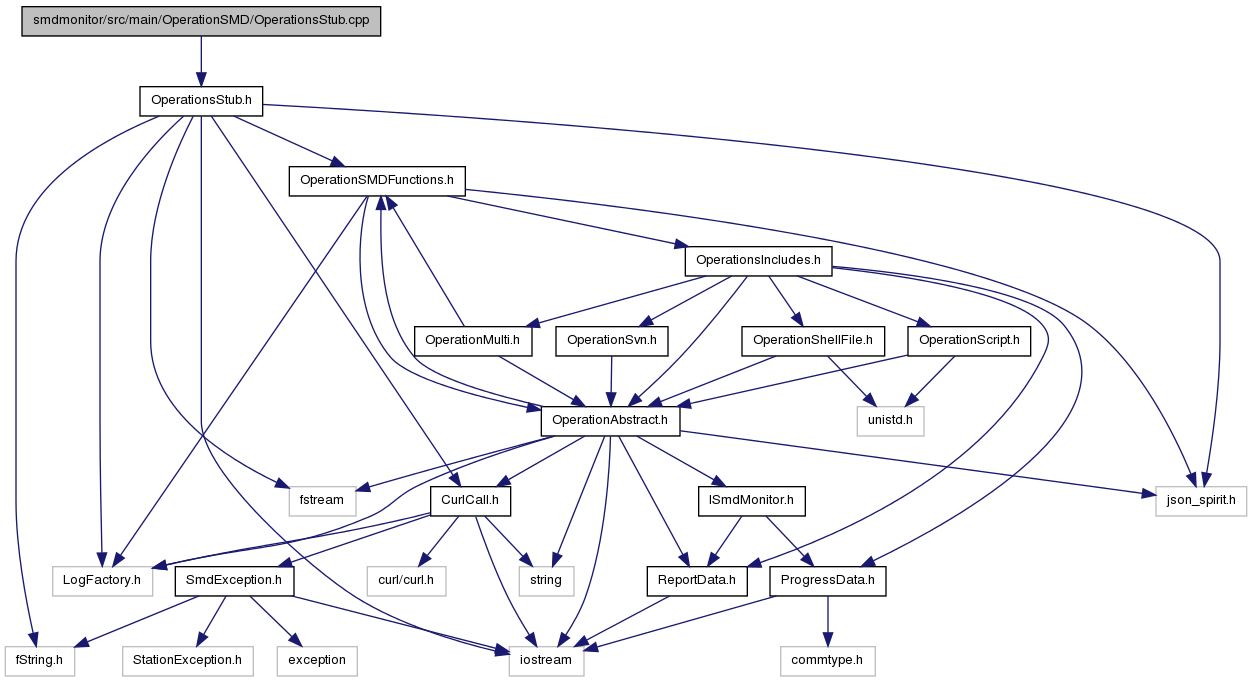 smdmonitor/src/main/OperationSMD/OperationsStub.cpp
OperationsStub.h
OperationSMDFunctions.h
OperationsIncludes.h
OperationMulti.h
OperationSvn.h
OperationShellFile.h
OperationScript.h
OperationAbstract.h
unistd.h
fstream
CurlCall.h
ISmdMonitor.h
json_spirit.h
LogFactory.h
SmdException.h
curl/curl.h
string
ReportData.h
ProgressData.h
fString.h
StationException.h
exception
iostream
commtype.h